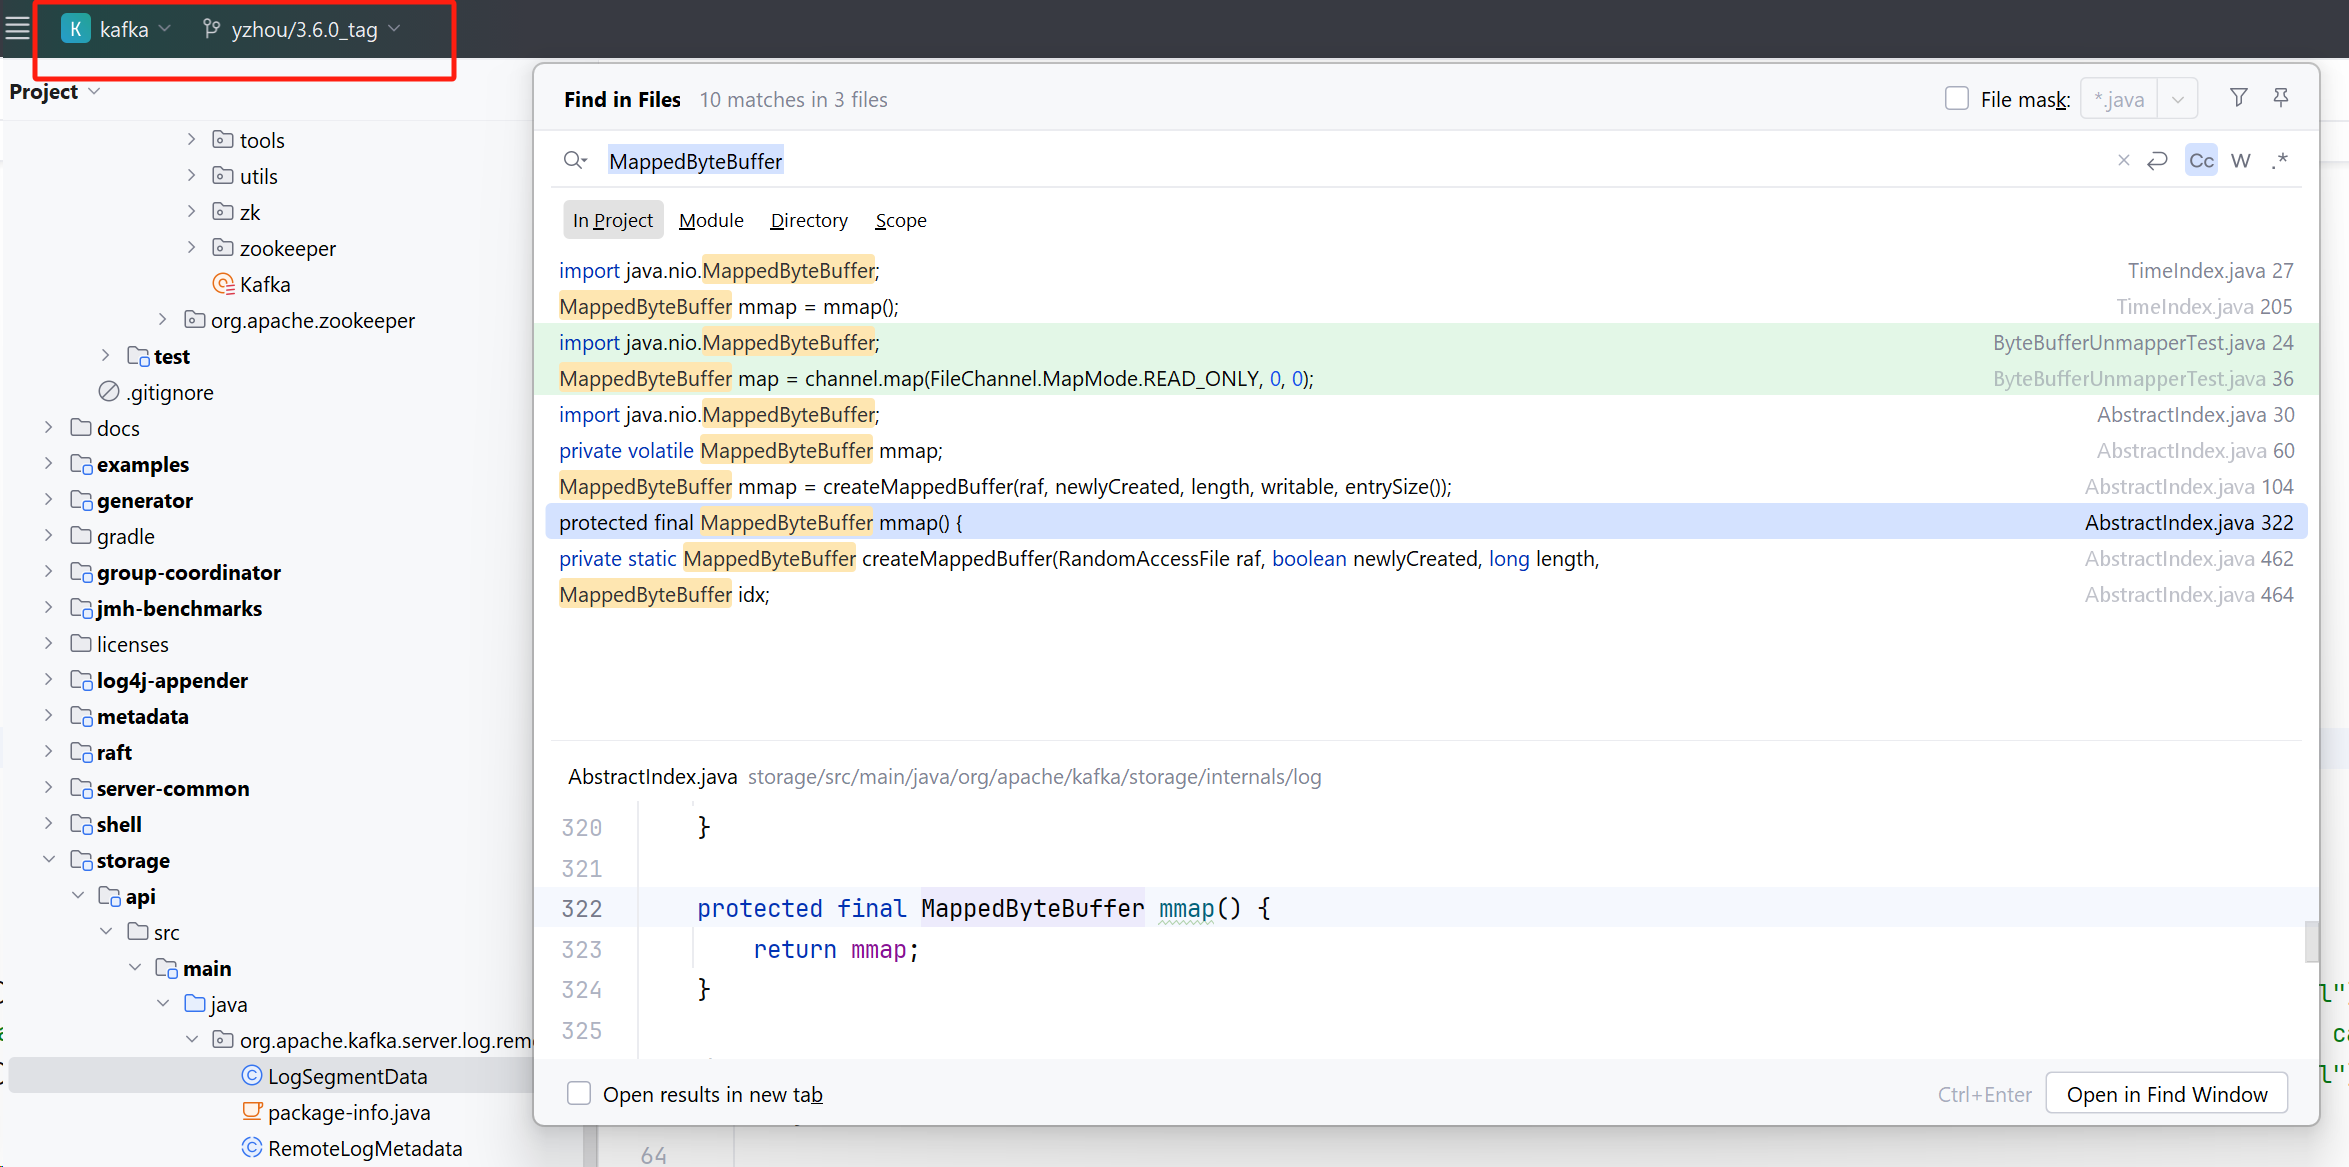 K kafka yzhou/3.6.0_tag
Project
tools
utils
zk
zookeeper
Kafka
org.apache.zookeeper
test
.gitignore
docs
examples
generator
gradle
group-coordinator
jmh-benchmarks
licenses
log4j-appender
metadata
raft
server-common
shell
storage
api
src
main
java
org.apache.kafka.server.log.rem
LogSegmentData
package-info.java
RemoteLogMetadata
Find in Files 10 matches in 3 files
File mask: *.java
MappedByteBuffer
Cc W .*
In Project Module Directory Scope
import java.nio.MappedByteBuffer; TimeIndex.java 27
MappedByteBuffer mmap = mmap(); TimeIndex.java 205
import java.nio.MappedByteBuffer; ByteBufferUnmapperTest.java 24
MappedByteBuffer map = channel.map(FileChannel.MapMode.READ_ONLY, 0, 0); ByteBufferUnmapperTest.java 36
import java.nio.MappedByteBuffer; AbstractIndex.java 30
private volatile MappedByteBuffer mmap; AbstractIndex.java 60
MappedByteBuffer mmap = createMappedBuffer(raf, newlyCreated, length, writable, entrySize()); AbstractIndex.java 104
protected final MappedByteBuffer mmap() { AbstractIndex.java 322
private static MappedByteBuffer createMappedBuffer(RandomAccessFile raf, boolean newlyCreated, long length, AbstractIndex.java 462
MappedByteBuffer idx; AbstractIndex.java 464
AbstractIndex.java storage/src/main/java/org/apache/kafka/storage/internals/log
320 }
321
322 protected final MappedByteBuffer mmap() {
323 return mmap;
324 }
325
Open results in new tab
Ctrl+Enter Open in Find Window
64